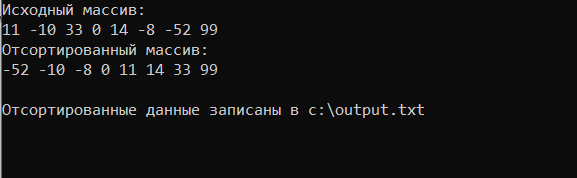 Исходный массив:
11 -10 33 0 14 -8 -52 99
Отсортированный массив:
-52 -10 -8 0 11 14 33 99
Отсортированные данные записаны в c:\output.txt